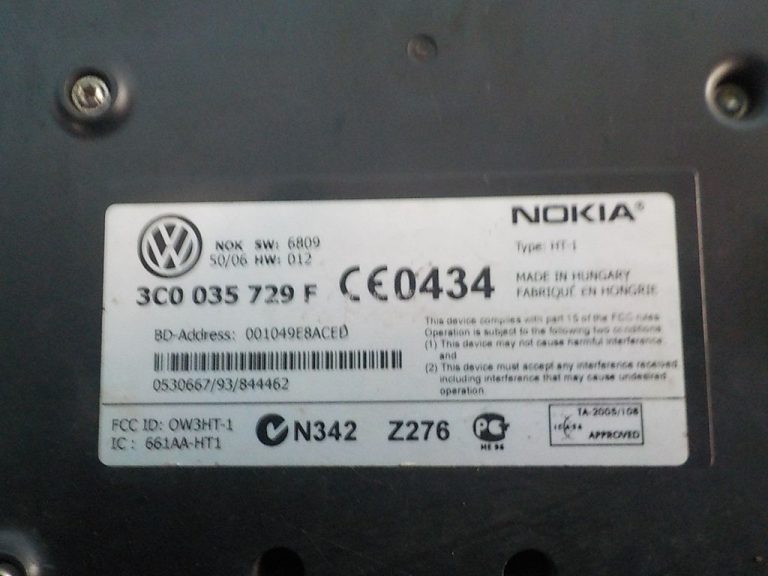 NOKIA®
NOK SW: 6809
50/06 HW: 012
Type: HT-1
3C0 035 729 F
CE0434
MADE IN HUNGARY
FABRIQUÉ EN HONGRIE
BD-Address: 001049E8ACED
0530667/93/844462
This device complies with part 15 of the FCC rules
Operation is subject to the following two conditions
(1) This device may not cause harmful interference
and
(2) This device must accept any interference received
including interference that may cause undesired
operation.
FCC ID: OW3HT-1
IC: 661AA-HT1
N342
Z276
ME 96
TA-2005/108
APPROVED